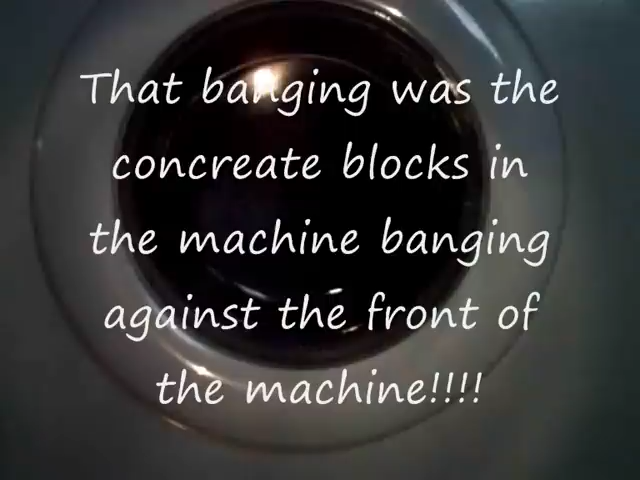 That banging was the
concreate blocks in
the machine banging
against the front of
the machine!!!!